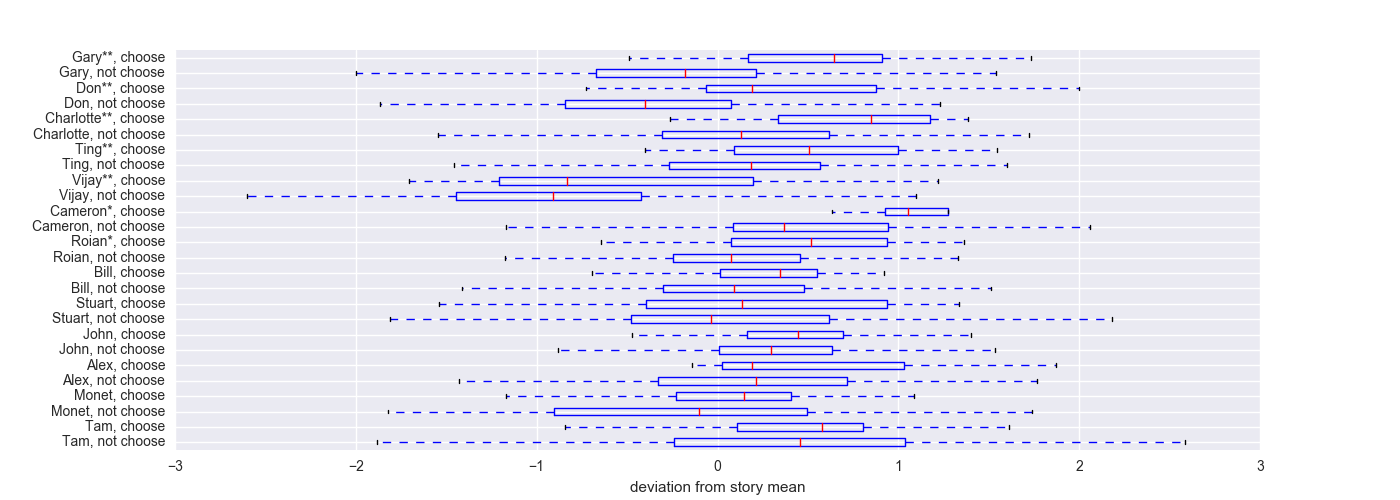 Gary**, choose
Gary, not choose
Don**, choose
Don, not choose
Charlotte**, choose
Charlotte, not choose
Ting**, choose
Ting, not choose
Vijay**, choose
Vijay, not choose
Cameron*, choose
Cameron, not choose
Roian*, choose
Roian, not choose
Bill, choose
Bill, not choose
Stuart, choose
Stuart, not choose
John, choose
John, not choose
Alex, choose
Alex, not choose
Monet, choose
Monet, not choose
Tam, choose
Tam, not choose
−3 −2 −1 0 1 2 3
deviation from story mean